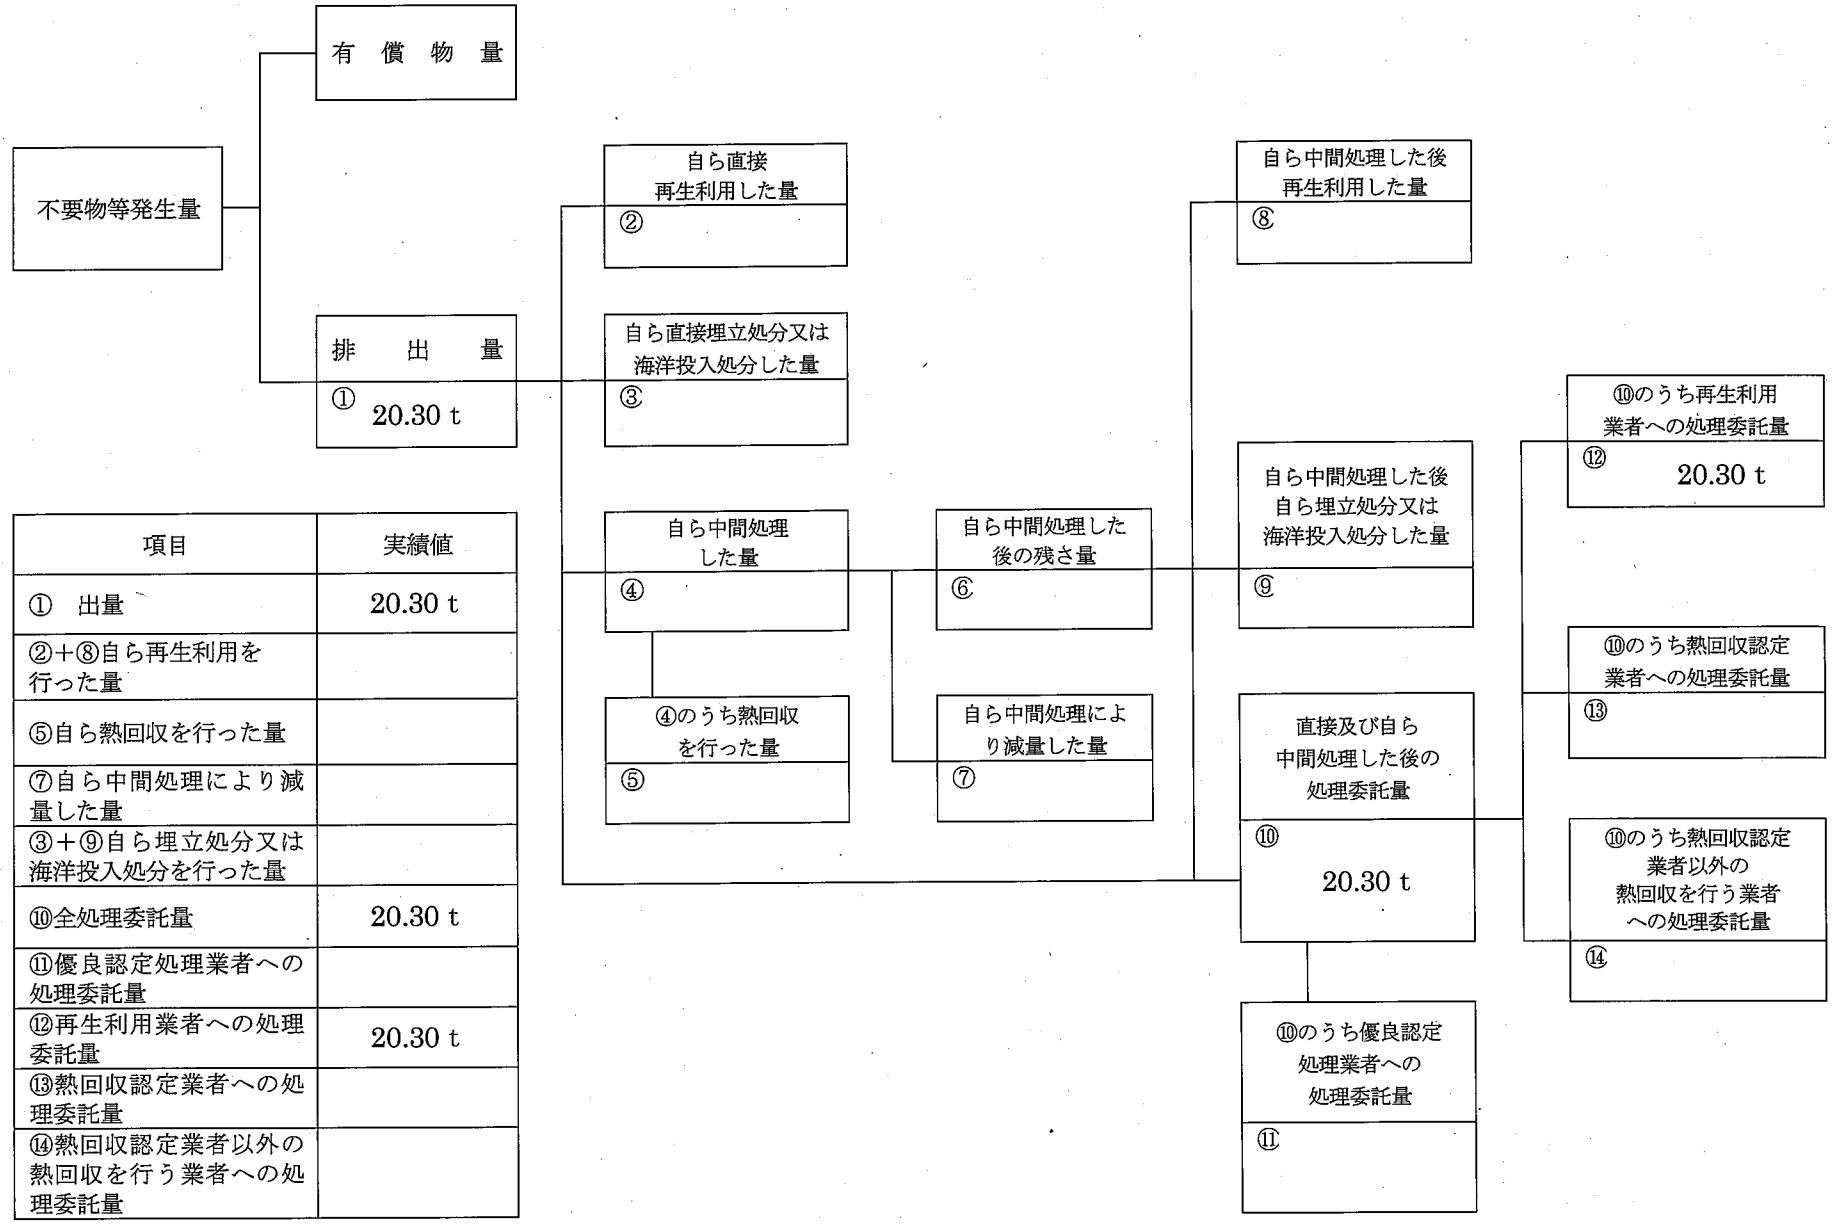 有償物量
不要物等発生量
排出量
① 20.30 t
自ら直接
再生利用した量
②
自ら直接埋立処分又は
海洋投入処分した量
③
自ら中間処理
した量
④
④のうち熱回収
を行った量
⑤
自ら中間処理した
後の残さ量
⑥
自ら中間処理によ
り減量した量
⑦
自ら中間処理した後
再生利用した量
⑧
自ら中間処理した後
自ら埋立処分又は
海洋投入処分した量
⑨
直接及び自ら
中間処理した後の
処理委託量
⑩
20.30 t
⑩のうち優良認定
処理業者への
処理委託量
⑪
⑩のうち再生利用
業者への処理委託量
⑫ 20.30 t
⑩のうち熱回収認定
業者への処理委託量
⑬
⑩のうち熱回収認定
業者以外の
熱回収を行う業者
への処理委託量
⑭
項目 実績値
① 出量 20.30 t
②＋⑧自ら再生利用を
行った量
⑤自ら熱回収を行った量
⑦自ら中間処理により減
量した量
③＋⑨自ら埋立処分又は
海洋投入処分を行った量
⑩全処理委託量 20.30 t
⑪優良認定処理業者への
処理委託量
⑫再生利用業者への処理
委託量 20.30 t
⑬熱回収認定業者への処
理委託量
⑭熱回収認定業者以外の
熱回収を行う業者への処
理委託量